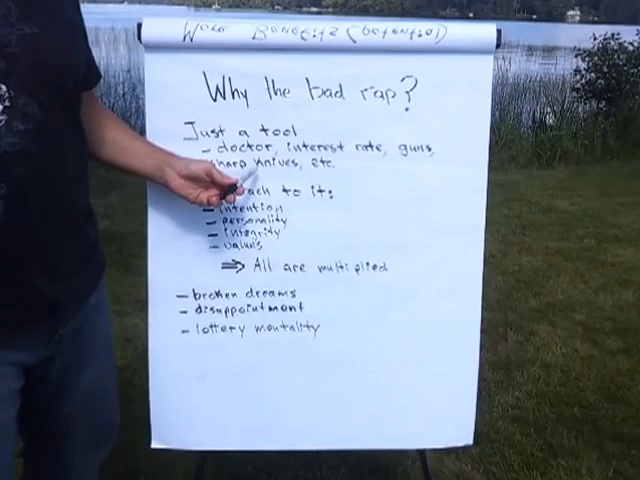 Why the bad rap?
Just a tool
- doctor, interest rate, guns,
sharp knives, etc.
to it:
- intention
- personality
- integrity
- values
⇒ All are multiplied
- broken dreams
- disappointment
- lottery mentality